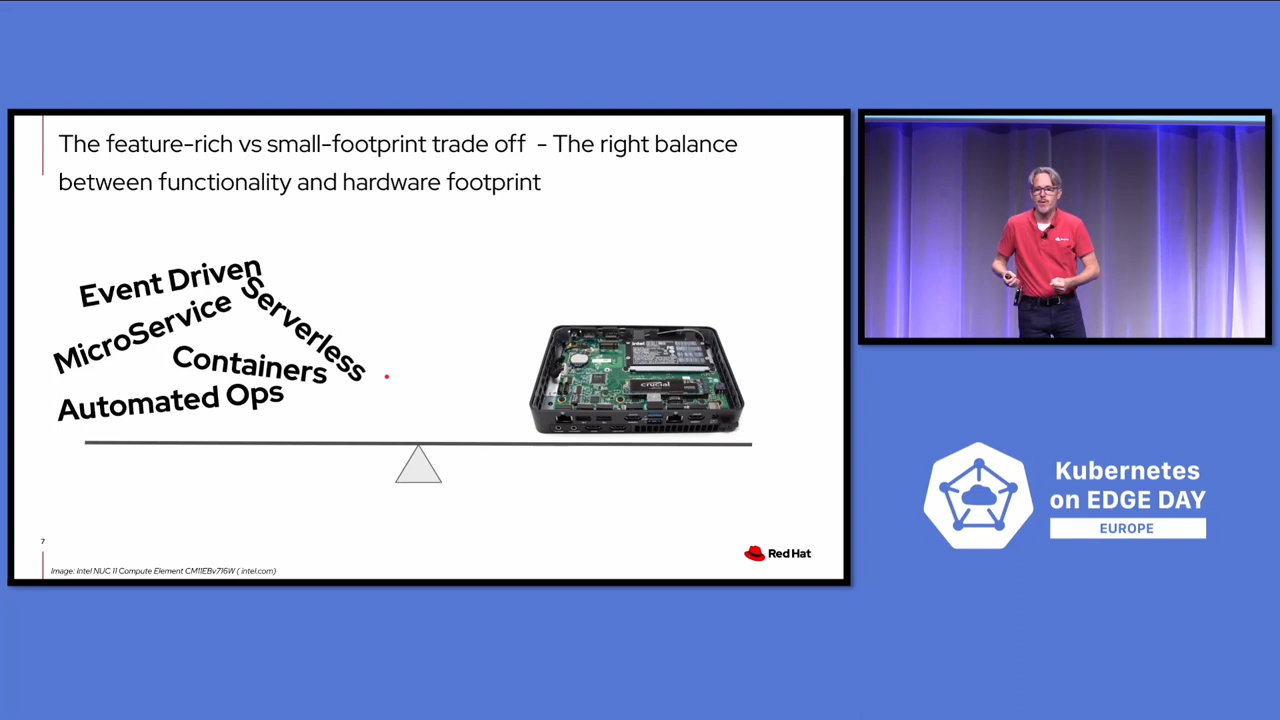 The feature-rich vs small-footprint trade off - The right balance
between functionality and hardware footprint
Event Driven
Serverless
MicroService
Containers
Automated Ops
intel
crucial
7
Red Hat
Image: Intel NUC 11 Compute Element CM11EBv716W ( intel.com)
Kubernetes
on EDGE DAY
EUROPE